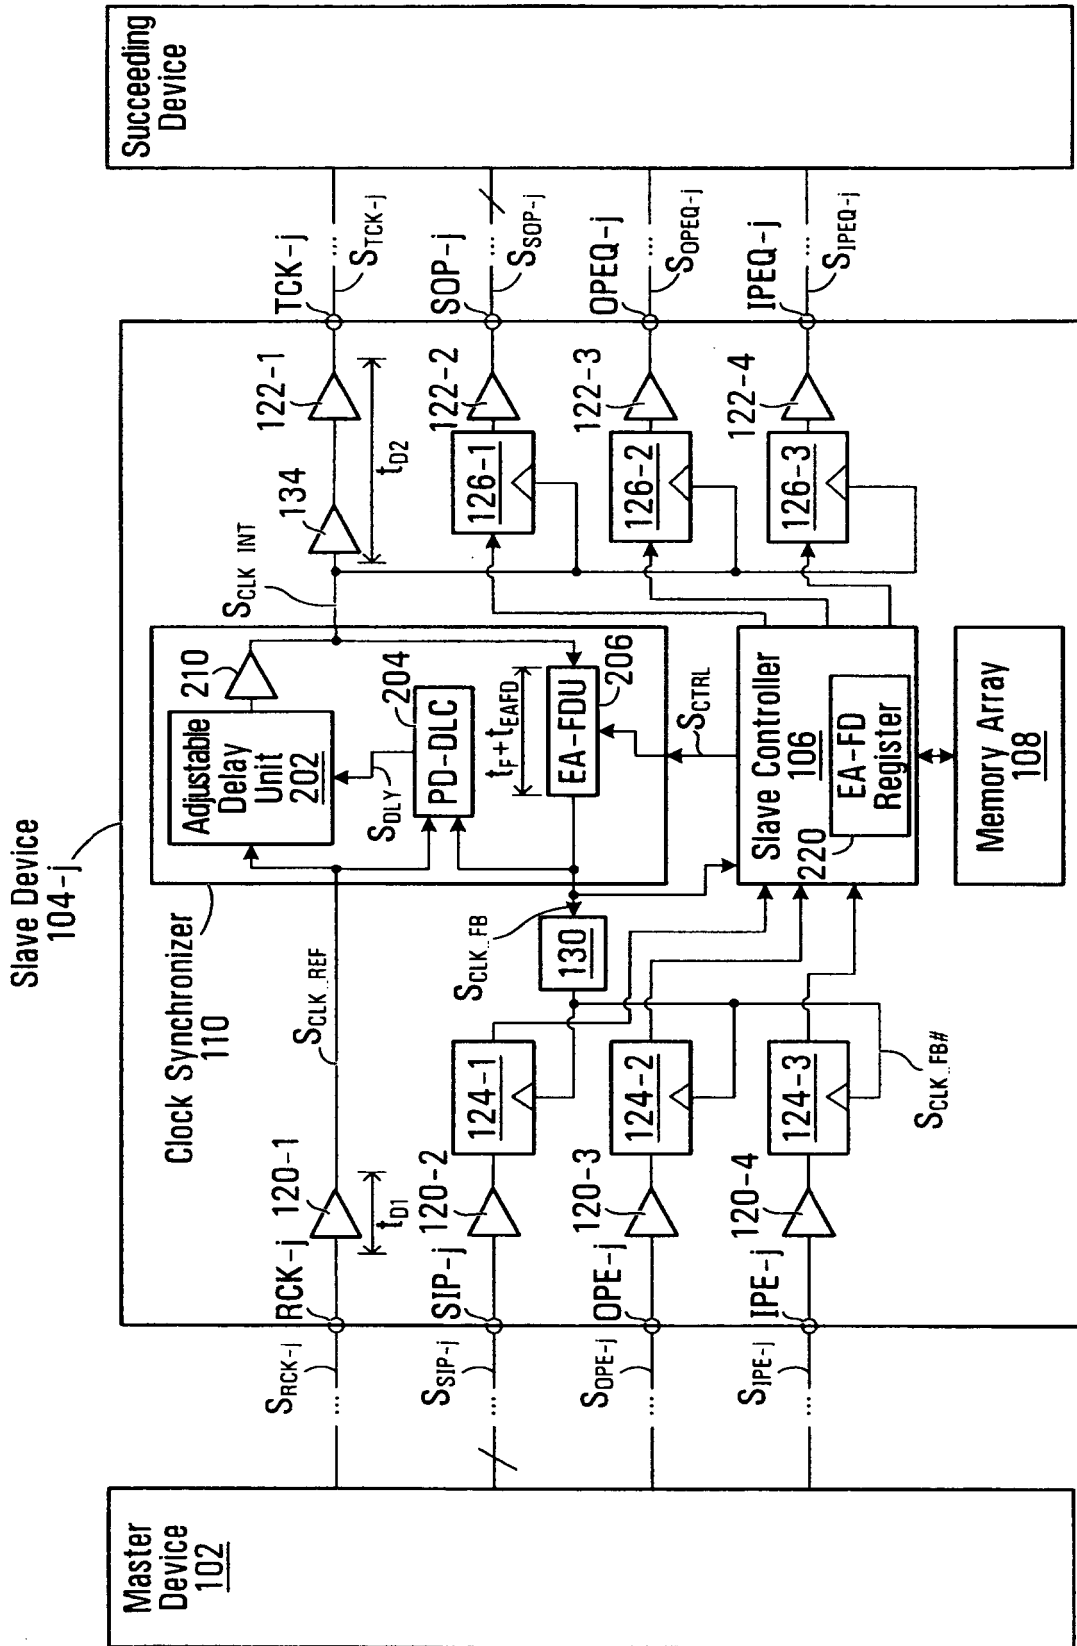 Slave Device
104-j
Master
Device
102
Succeeding
Device
Clock Synchronizer
110
S_RCK-j
RCK-j
120-1
t_D1
S_CLK_REF
Adjustable
Delay
Unit
202
210
S_DLY
PD-DLC
204
t_F+t_EAFD
EA-FDU
206
S_CLK_INT
134
122-1
t_D2
TCK-j
S_TCK-j
S_SIP-j
SIP-j
120-2
124-1
S_CLK_FB
130
S_CTRL
126-1
122-2
SOP-j
S_SOP-j
S_OPE-j
OPE-j
120-3
124-2
126-2
122-3
OPEQ-j
S_OPEQ-j
S_IPE-j
IPE-j
120-4
124-3
S_CLK_FB#
Slave Controller
106
EA-FD
Register
220
126-3
122-4
IPEQ-j
S_IPEQ-j
Memory Array
108